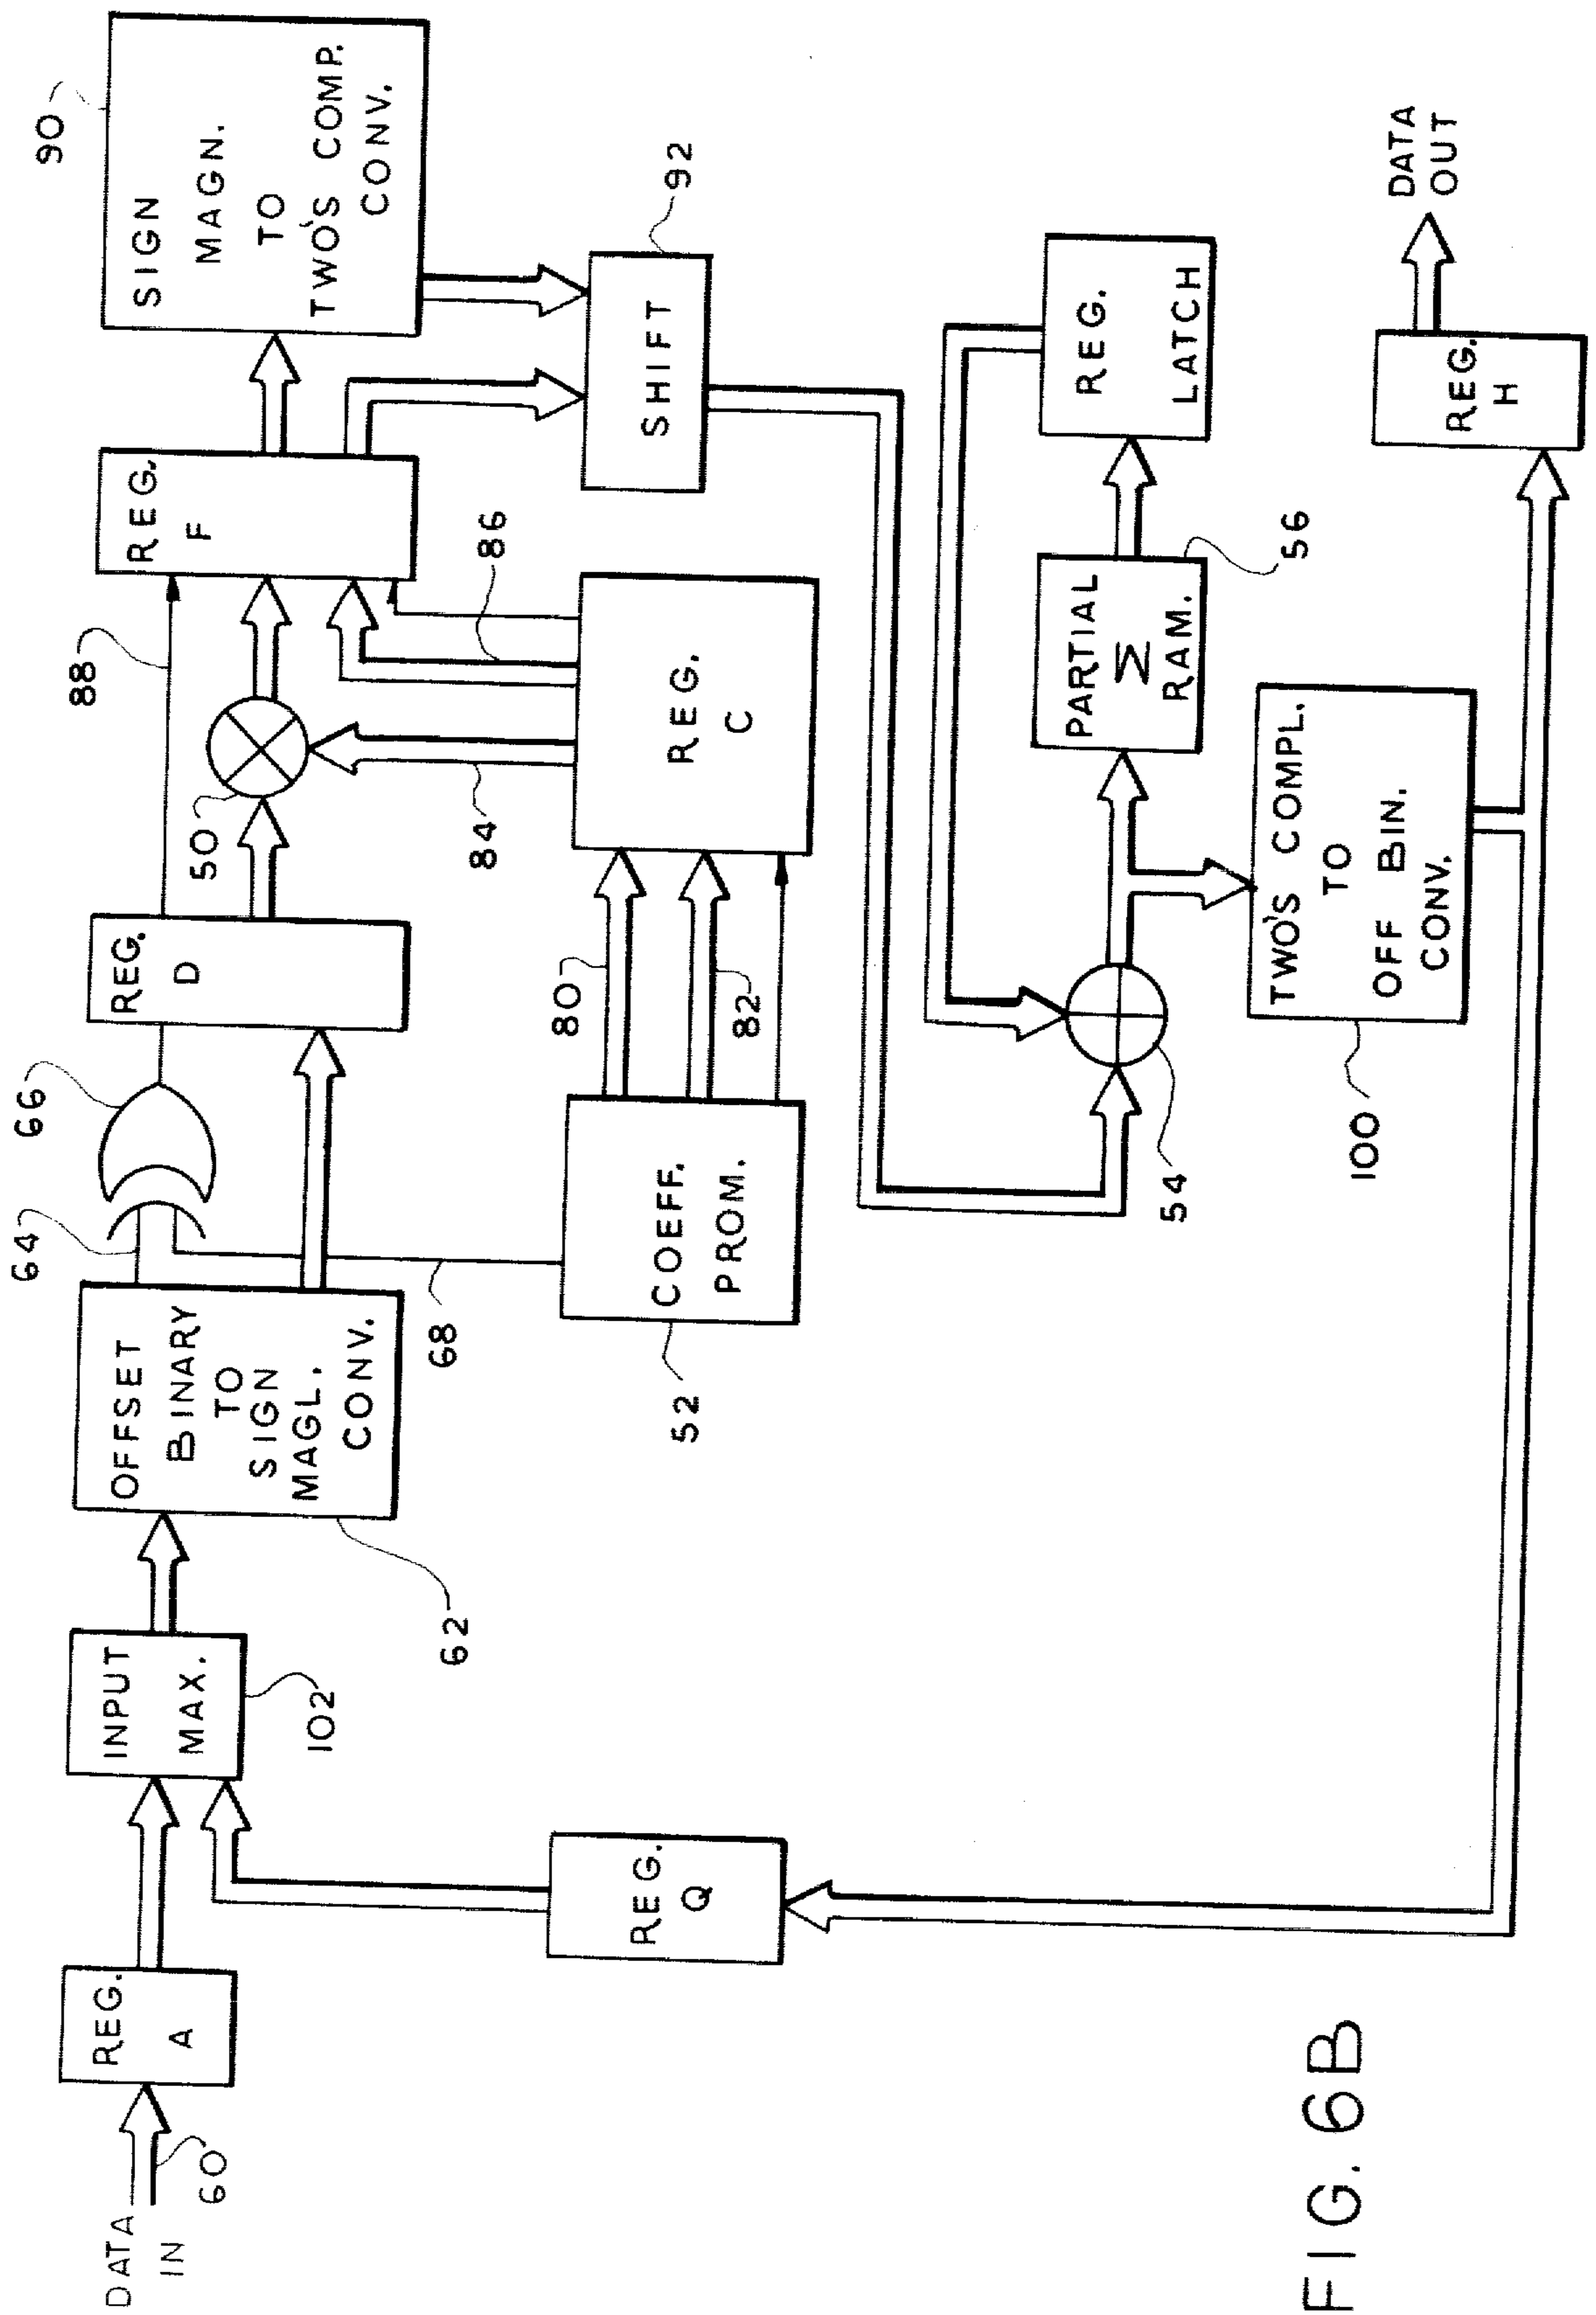 DATA
IN
60
REG.
A
INPUT
MAX.
102
REG.
Q
OFFSET
BINARY
TO
SIGN
MAGL.
CONV.
62
64
66
68
COEFF.
PROM.
52
REG.
D
80
82
50
84
88
86
REG.
C
REG.
F
SIGN
MAGN.
TO
TWO'S COMP.
CONV.
90
SHIFT
92
54
PARTIAL
Σ
RAM.
56
REG.
LATCH
TWO'S COMPL.
TO
OFF BIN.
CONV.
100
REG.
H
DATA
OUT
FIG. 6B